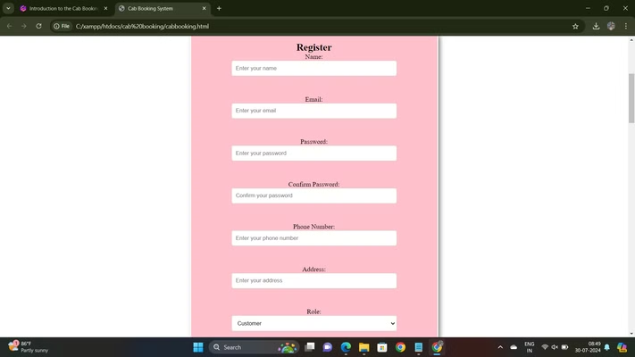 Introduction to the Cab Booki
Cab Booking System
File C:/xampp/htdocs/cab%20booking/cabbooking.html
Register
Name:
Enter your name
Email:
Enter your email
Password:
Enter your password
Confirm Password:
Confirm your password
Phone Number:
Enter your phone number
Address:
Enter your address
Role:
Customer
86°F
Partly sunny
Search
ENG
IN
08:49
30-07-2024